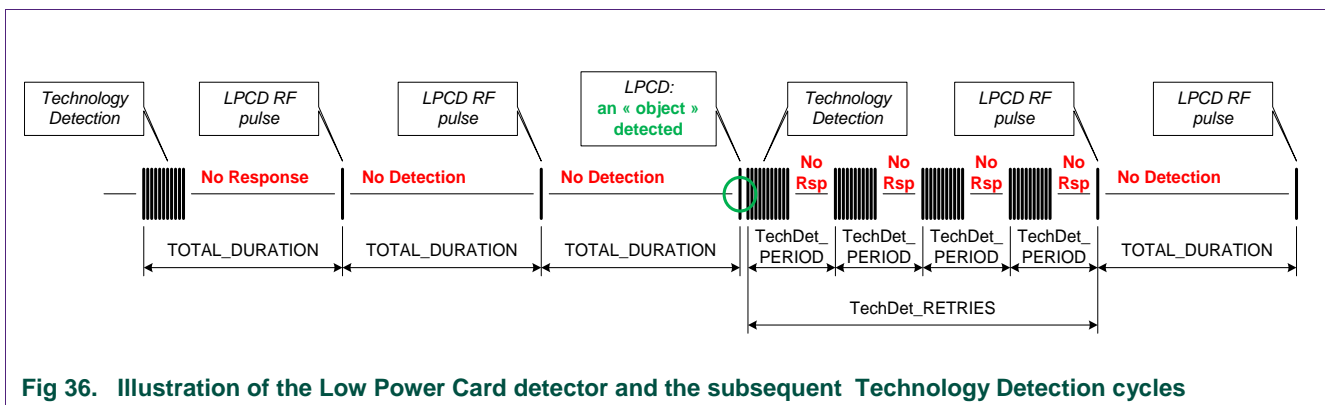 Technology
Detection
LPCD RF
pulse
LPCD RF
pulse
LPCD:
an « object »
detected
Technology
Detection
LPCD RF
pulse
LPCD RF
pulse
No Response
No Detection
No Detection
No
Rsp
No
Rsp
No
Rsp
No
Rsp
No Detection
TOTAL_DURATION
TOTAL_DURATION
TOTAL_DURATION
TechDet_
PERIOD
TechDet_
PERIOD
TechDet_
PERIOD
TechDet_
PERIOD
TOTAL_DURATION
TechDet_RETRIES
Fig 36. Illustration of the Low Power Card detector and the subsequent Technology Detection cycles